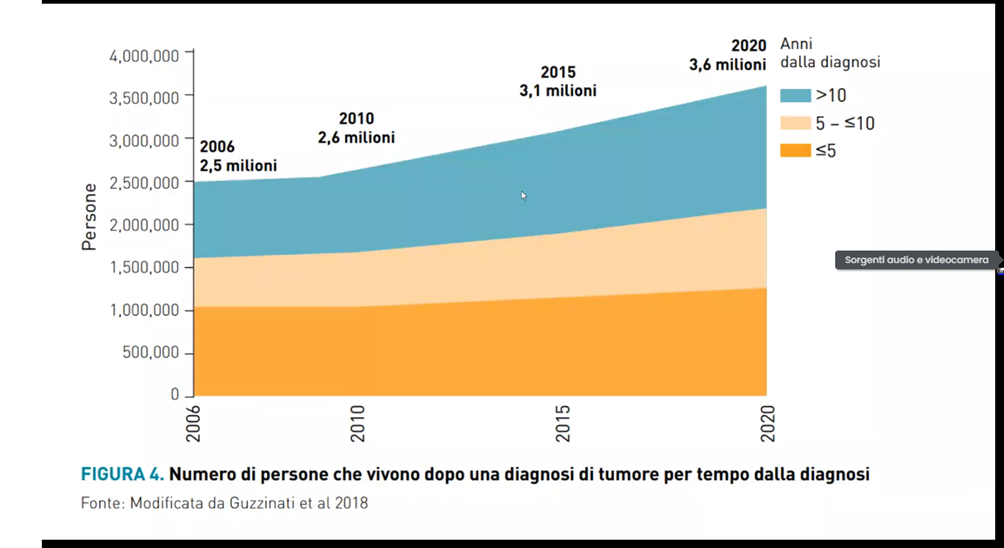 4,000,000
3,500,000
3,000,000
2,500,000
2,000,000
1,500,000
1,000,000
500,000
0
Persone
2006
2,5 milioni
2010
2,6 milioni
2015
3,1 milioni
2020
3,6 milioni
Anni
dalla diagnosi
>10
5 – ≤10
≤5
Sorgenti audio e videocamera
2006
2010
2015
2020
FIGURA 4. Numero di persone che vivono dopo una diagnosi di tumore per tempo dalla diagnosi
Fonte: Modificata da Guzzinati et al 2018